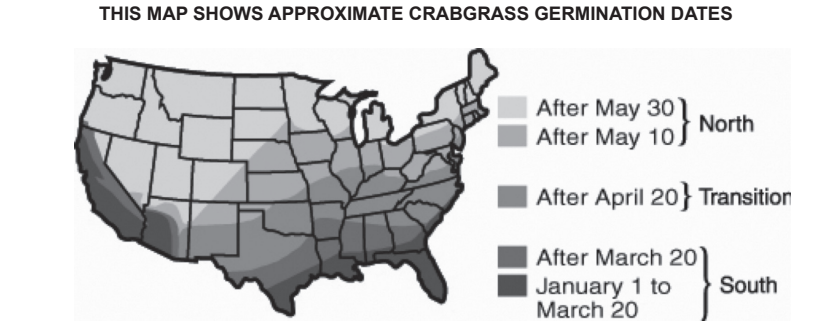 THIS MAP SHOWS APPROXIMATE CRABGRASS GERMINATION DATES
After May 30
After May 10
North
After April 20
Transition
After March 20
January 1 to
March 20
South